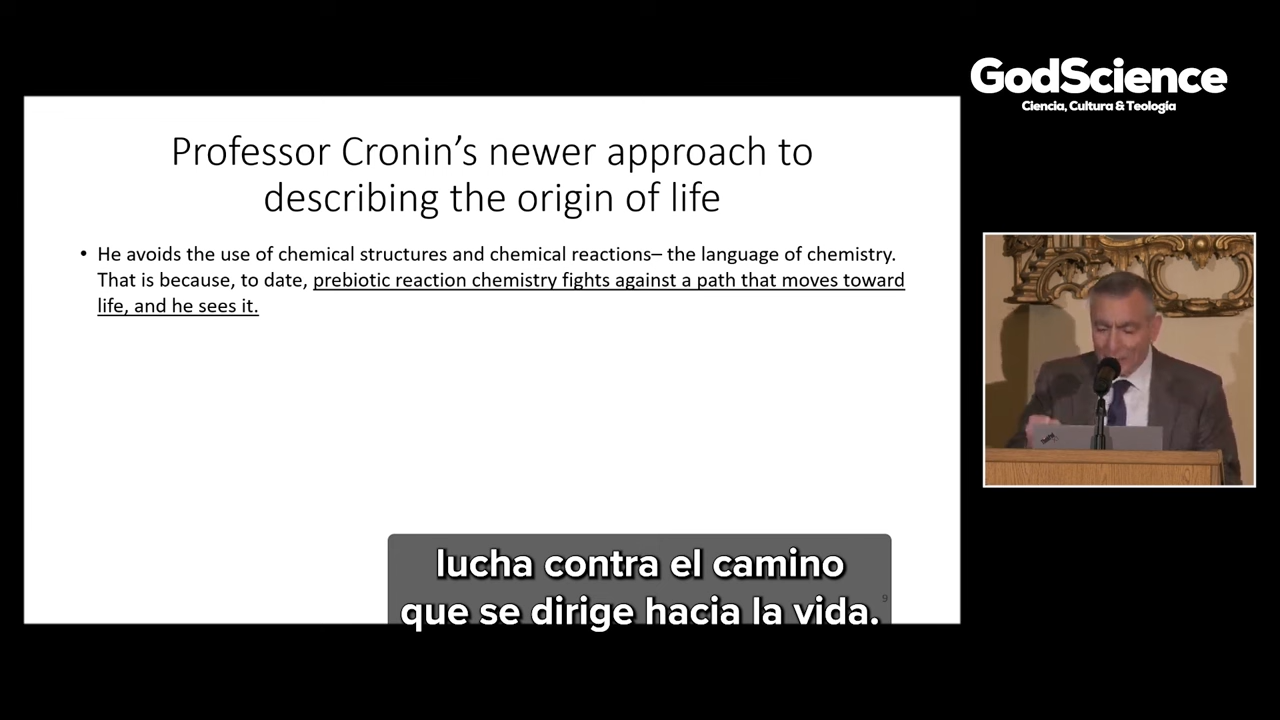 GodScience
Ciencia, Cultura & Teología
Professor Cronin's newer approach to
describing the origin of life
• He avoids the use of chemical structures and chemical reactions– the language of chemistry.
That is because, to date, prebiotic reaction chemistry fights against a path that moves toward
life, and he sees it.
lucha contra el camino
que se dirige hacia la vida.
9